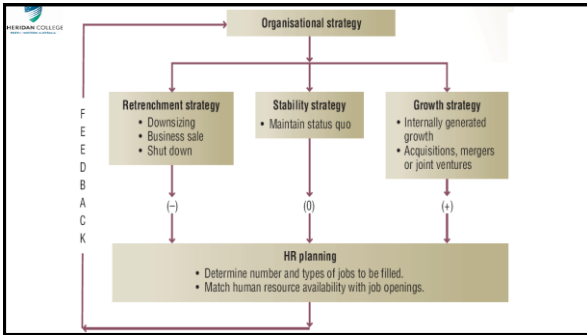 HERIDAN COLLEGE
Organisational strategy
Retrenchment strategy
• Downsizing
• Business sale
• Shut down
Stability strategy
• Maintain status quo
Growth strategy
• Internally generated
growth
• Acquisitions, mergers
or joint ventures
F
E
E
D
B
A
C
K
(–)
(0)
(+)
HR planning
• Determine number and types of jobs to be filled.
• Match human resource availability with job openings.